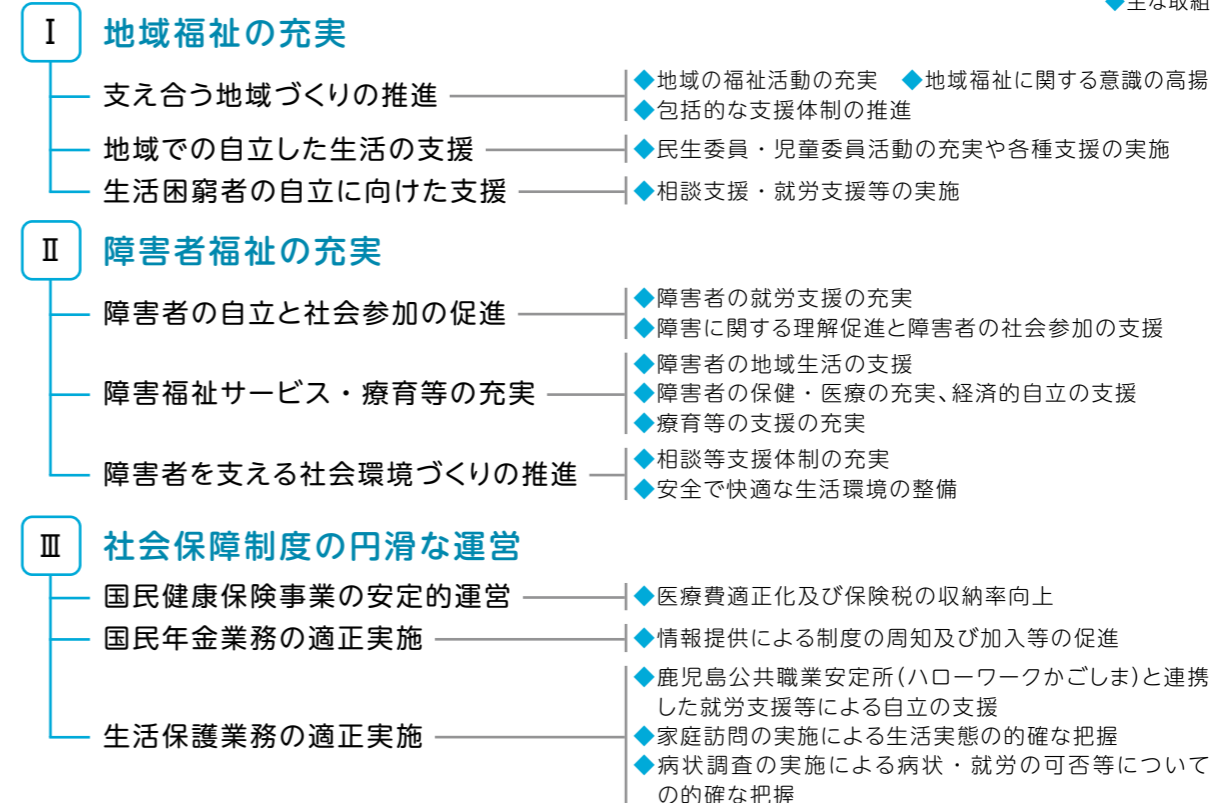 ◆主な取組
Ⅰ 地域福祉の充実
支え合う地域づくりの推進
◆地域の福祉活動の充実 ◆地域福祉に関する意識の高揚
◆包括的な支援体制の推進
地域での自立した生活の支援
◆民生委員・児童委員活動の充実や各種支援の実施
生活困窮者の自立に向けた支援
◆相談支援・就労支援等の実施
Ⅱ 障害者福祉の充実
障害者の自立と社会参加の促進
◆障害者の就労支援の充実
◆障害に関する理解促進と障害者の社会参加の支援
障害福祉サービス・療育等の充実
◆障害者の地域生活の支援
◆障害者の保健・医療の充実、経済的自立の支援
◆療育等の支援の充実
障害者を支える社会環境づくりの推進
◆相談等支援体制の充実
◆安全で快適な生活環境の整備
Ⅲ 社会保障制度の円滑な運営
国民健康保険事業の安定的運営
◆医療費適正化及び保険税の収納率向上
国民年金業務の適正実施
◆情報提供による制度の周知及び加入等の促進
生活保護業務の適正実施
◆鹿児島公共職業安定所(ハローワークかごしま)と連携
した就労支援等による自立の支援
◆家庭訪問の実施による生活実態の的確な把握
◆病状調査の実施による病状・就労の可否等について
の的確な把握